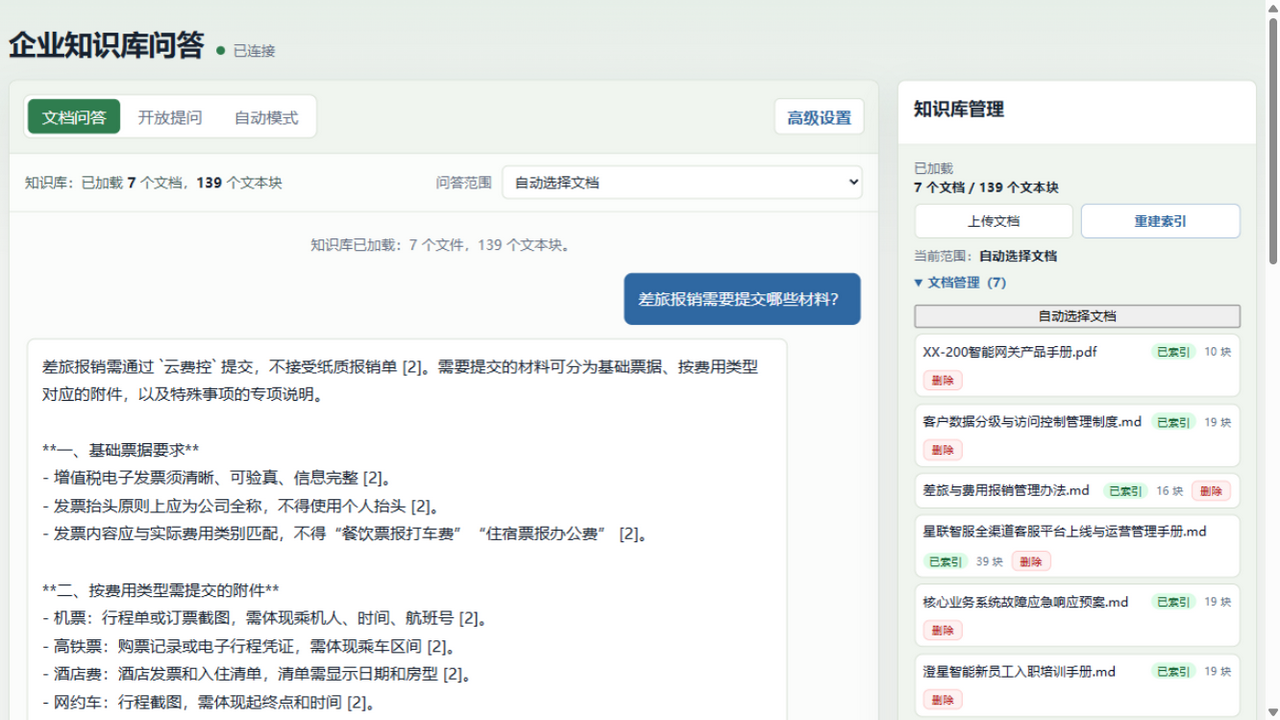 企业知识库问答
已连接
文档问答
开放提问
自动模式
高级设置
知识库：已加载 7 个文档，139 个文本块
问答范围
自动选择文档
知识库已加载：7 个文件，139 个文本块。
差旅报销需要提交哪些材料？
差旅报销需通过 `云费控` 提交，不接受纸质报销单 [2]。需要提交的材料可分为基础票据、按费用类型
对应的附件，以及特殊事项的专项说明。
**一、基础票据要求**
- 增值税电子发票须清晰、可验真、信息完整 [2]。
- 发票抬头原则上应为公司全称，不得使用个人抬头 [2]。
- 发票内容应与实际费用类别匹配，不得“餐饮票报打车费” “住宿票报办公费” [2]。
**二、按费用类型需提交的附件**
- 机票：行程单或订票截图，需体现乘机人、时间、航班号 [2]。
- 高铁票：购票记录或电子行程凭证，需体现乘车区间 [2]。
- 酒店费：酒店发票和入住清单，清单需显示日期和房型 [2]。
- 网约车：行程截图，需体现起终点和时间 [2]。
知识库管理
已加载
7 个文档 / 139 个文本块
上传文档
重建索引
当前范围：自动选择文档
▼ 文档管理（7）
自动选择文档
XX-200智能网关产品手册.pdf 已索引 10 块
删除
客户数据分级与访问控制管理制度.md 已索引 19 块
删除
差旅与费用报销管理办法.md 已索引 16 块 删除
星联智服全渠道客服平台上线与运营管理手册.md
已索引 39 块 删除
核心业务系统故障应急响应预案.md 已索引 19 块
删除
澄星智能新员工入职培训手册.md 已索引 19 块
删除